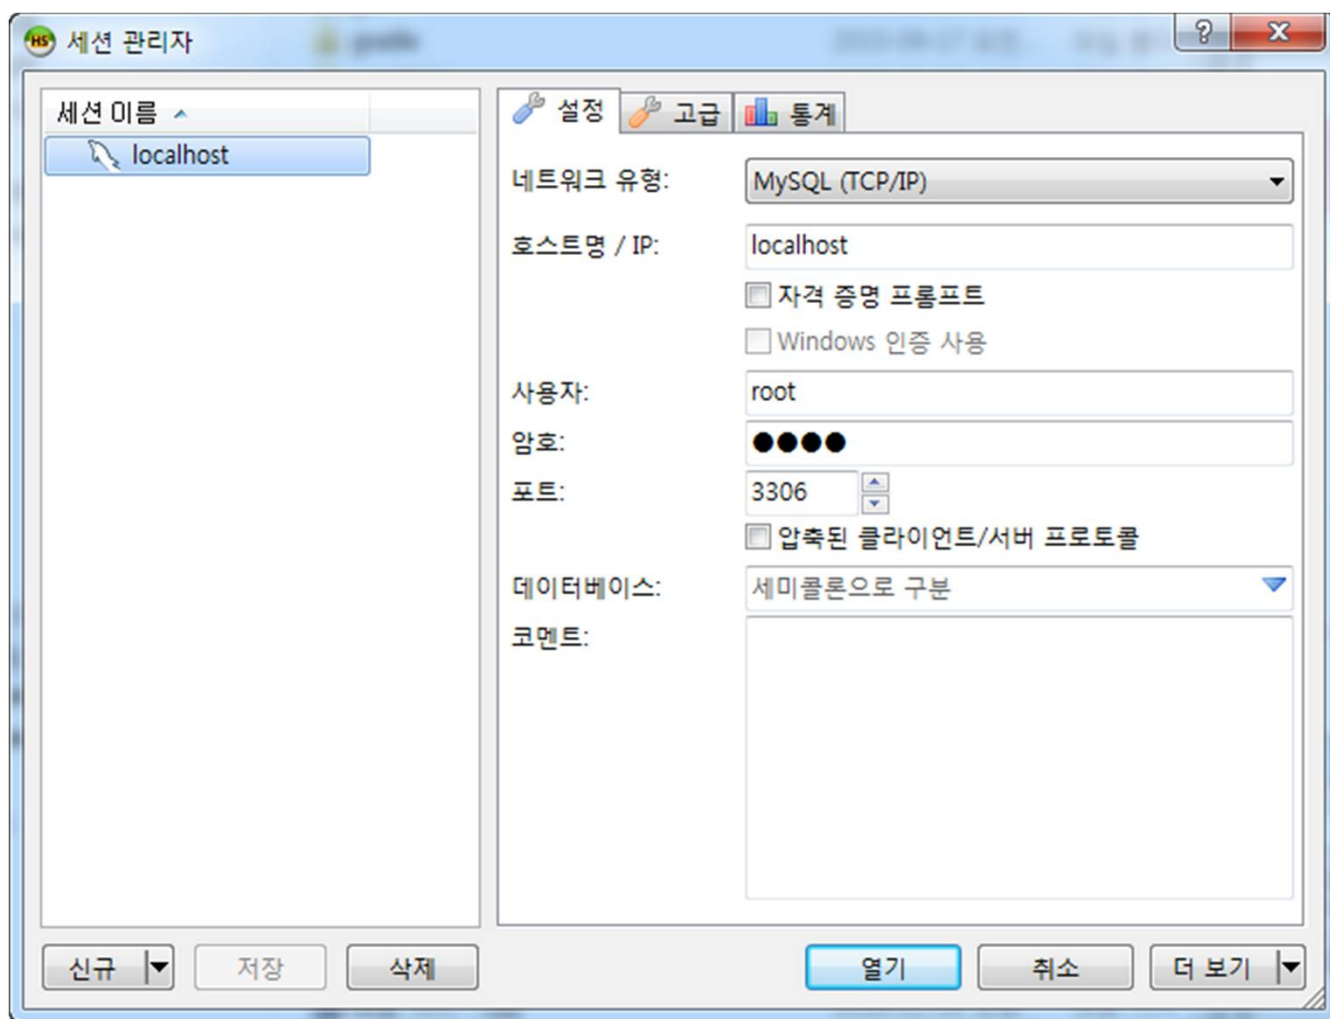 HS 세션 관리자
세션 이름
localhost
설정 고급 통계
네트워크 유형: MySQL (TCP/IP)
호스트명 / IP: localhost
자격 증명 프롬프트
Windows 인증 사용
사용자: root
암호: ●●●●
포트: 3306
압축된 클라이언트/서버 프로토콜
데이터베이스: 세미콜론으로 구분
코멘트:
신규 저장 삭제 열기 취소 더 보기